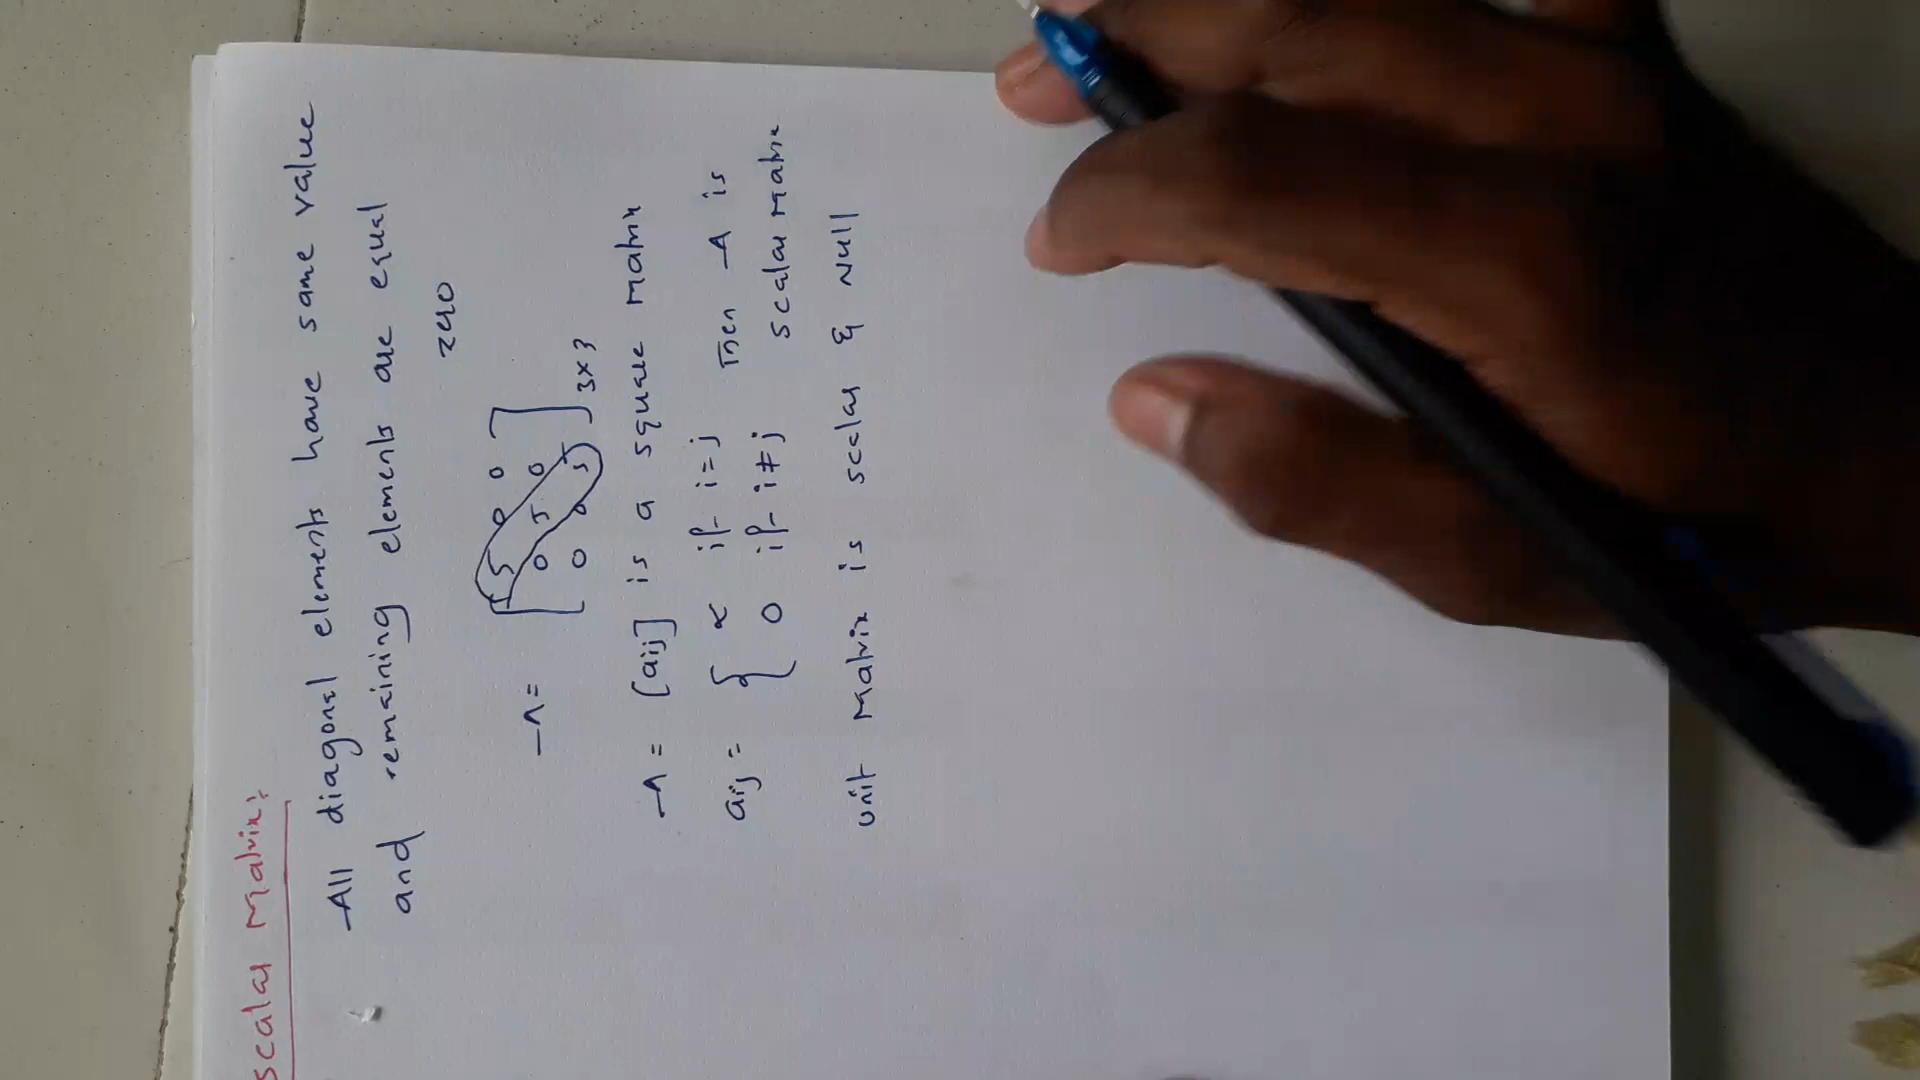 scalar Matrix:
All diagonal elements have same value
and remaining elements are equal
zero
A = [5 0 0
0 5 0
0 0 5]3x3
A = [aij] is a square matrix
aij = { α if i=j Then A is
0 if i≠j scalar matrix
unit Matrix is scalar & Null